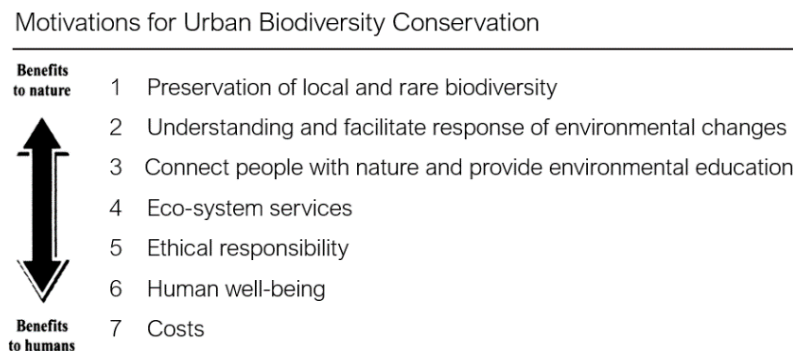 Motivations for Urban Biodiversity Conservation
Benefits
to nature
1 Preservation of local and rare biodiversity
2 Understanding and facilitate response of environmental changes
3 Connect people with nature and provide environmental education
4 Eco-system services
5 Ethical responsibility
6 Human well-being
Benefits
to humans
7 Costs